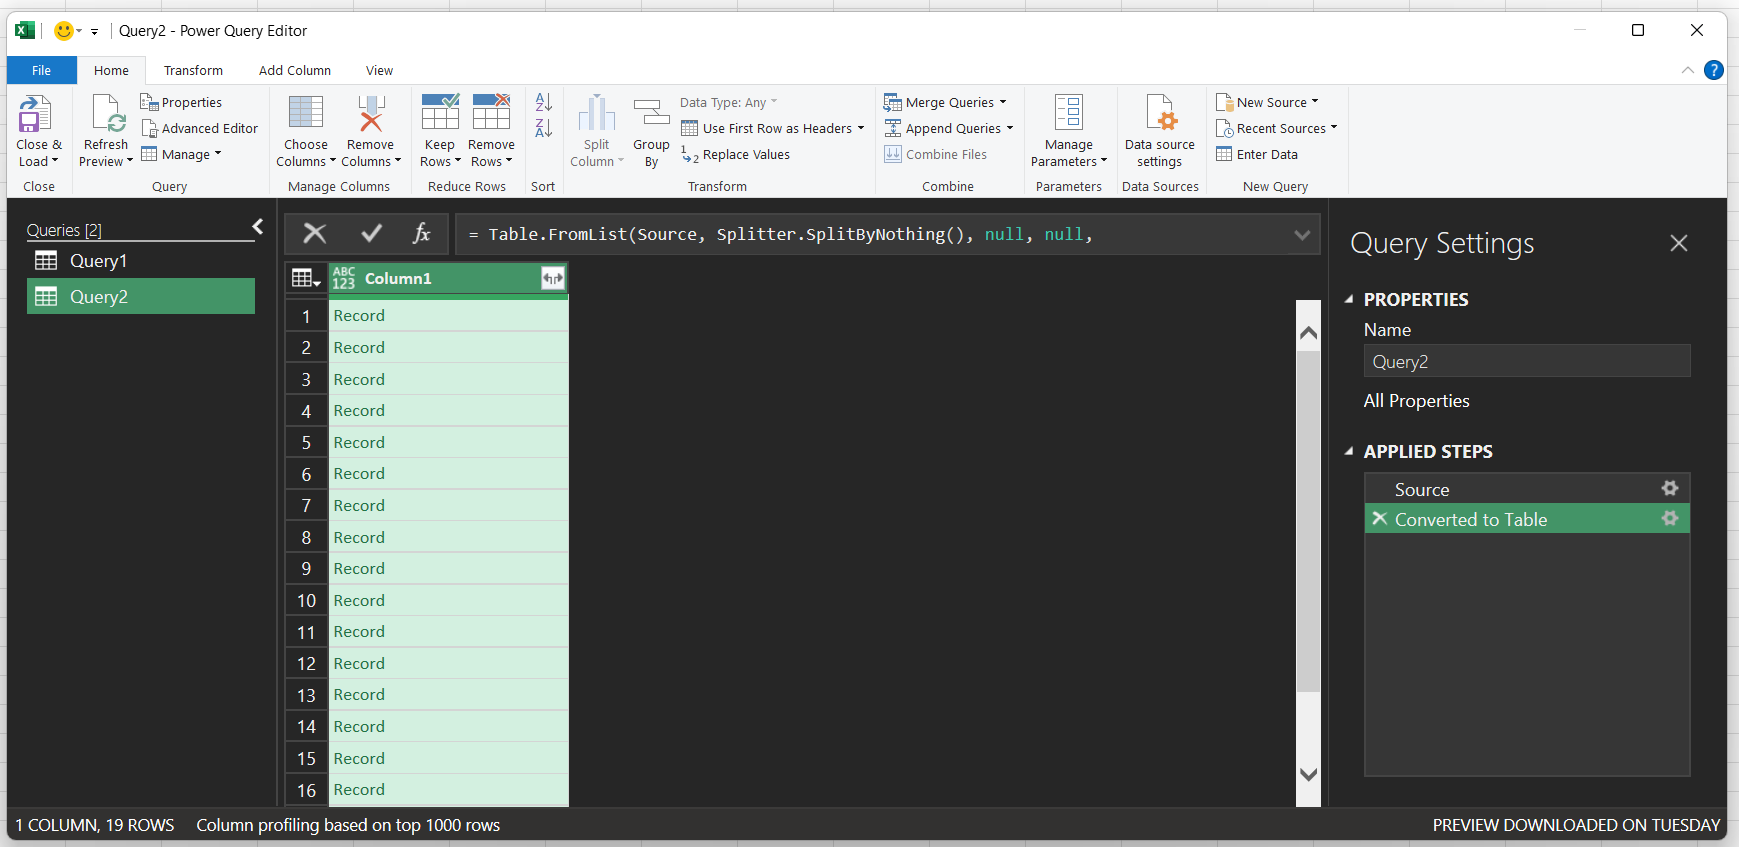 Query2 - Power Query Editor
File Home Transform Add Column View
Close & Load
Close
Refresh Preview
Properties
Advanced Editor
Manage
Query
Choose Columns
Remove Columns
Manage Columns
Keep Rows
Remove Rows
Reduce Rows
A Z
Z A
Sort
Split Column
Group By
Data Type: Any
Use First Row as Headers
1 2 Replace Values
Transform
Merge Queries
Append Queries
Combine Files
Combine
Manage Parameters
Parameters
Data source settings
Data Sources
New Source
Recent Sources
Enter Data
New Query
?
Queries [2]
Query1
Query2
fx
= Table.FromList(Source, Splitter.SplitByNothing(), null, null,
ABC 123 Column1
1 Record
2 Record
3 Record
4 Record
5 Record
6 Record
7 Record
8 Record
9 Record
10 Record
11 Record
12 Record
13 Record
14 Record
15 Record
16 Record
Query Settings
PROPERTIES
Name
Query2
All Properties
APPLIED STEPS
Source
Converted to Table
1 COLUMN, 19 ROWS Column profiling based on top 1000 rows
PREVIEW DOWNLOADED ON TUESDAY